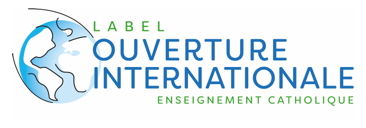 LABEL
OUVERTURE
INTERNATIONALE
ENSEIGNEMENT CATHOLIQUE